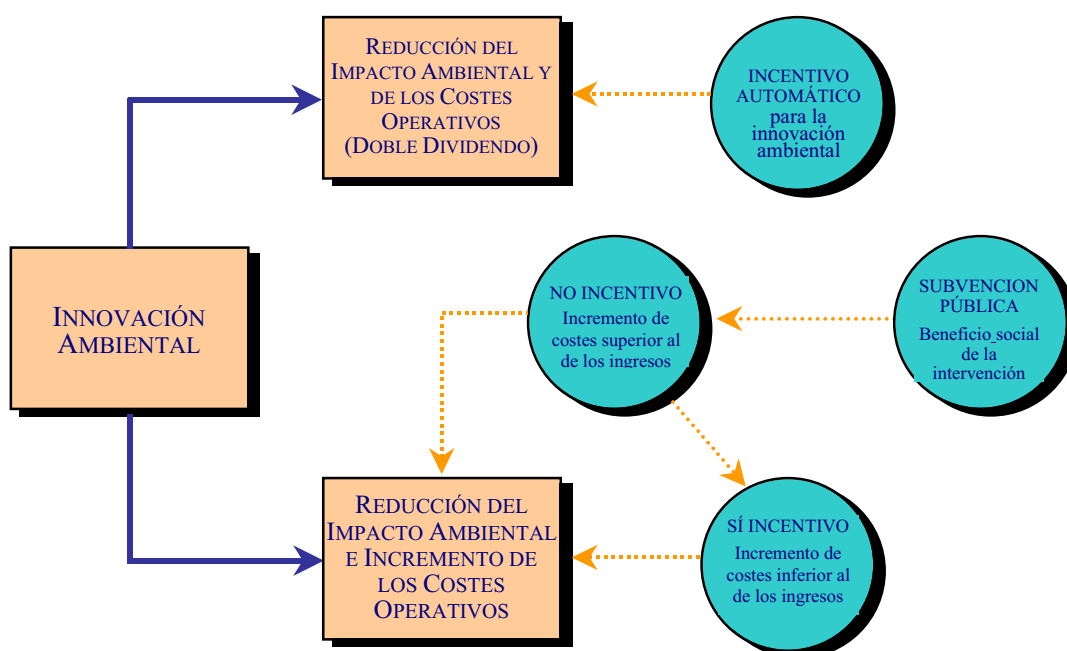 REDUCCIÓN DEL
IMPACTO AMBIENTAL Y
DE LOS COSTES
OPERATIVOS
(DOBLE DIVIDENDO)
INCENTIVO
AUTOMÁTICO
para la
innovación
ambiental
INNOVACIÓN
AMBIENTAL
NO INCENTIVO
Incremento de
costes superior al
de los ingresos
SUBVENCION
PÚBLICA
Beneficio social
de la
intervención
REDUCCIÓN DEL
IMPACTO AMBIENTAL
E INCREMENTO DE
LOS COSTES
OPERATIVOS
SÍ INCENTIVO
Incremento de
costes inferior al
de los ingresos